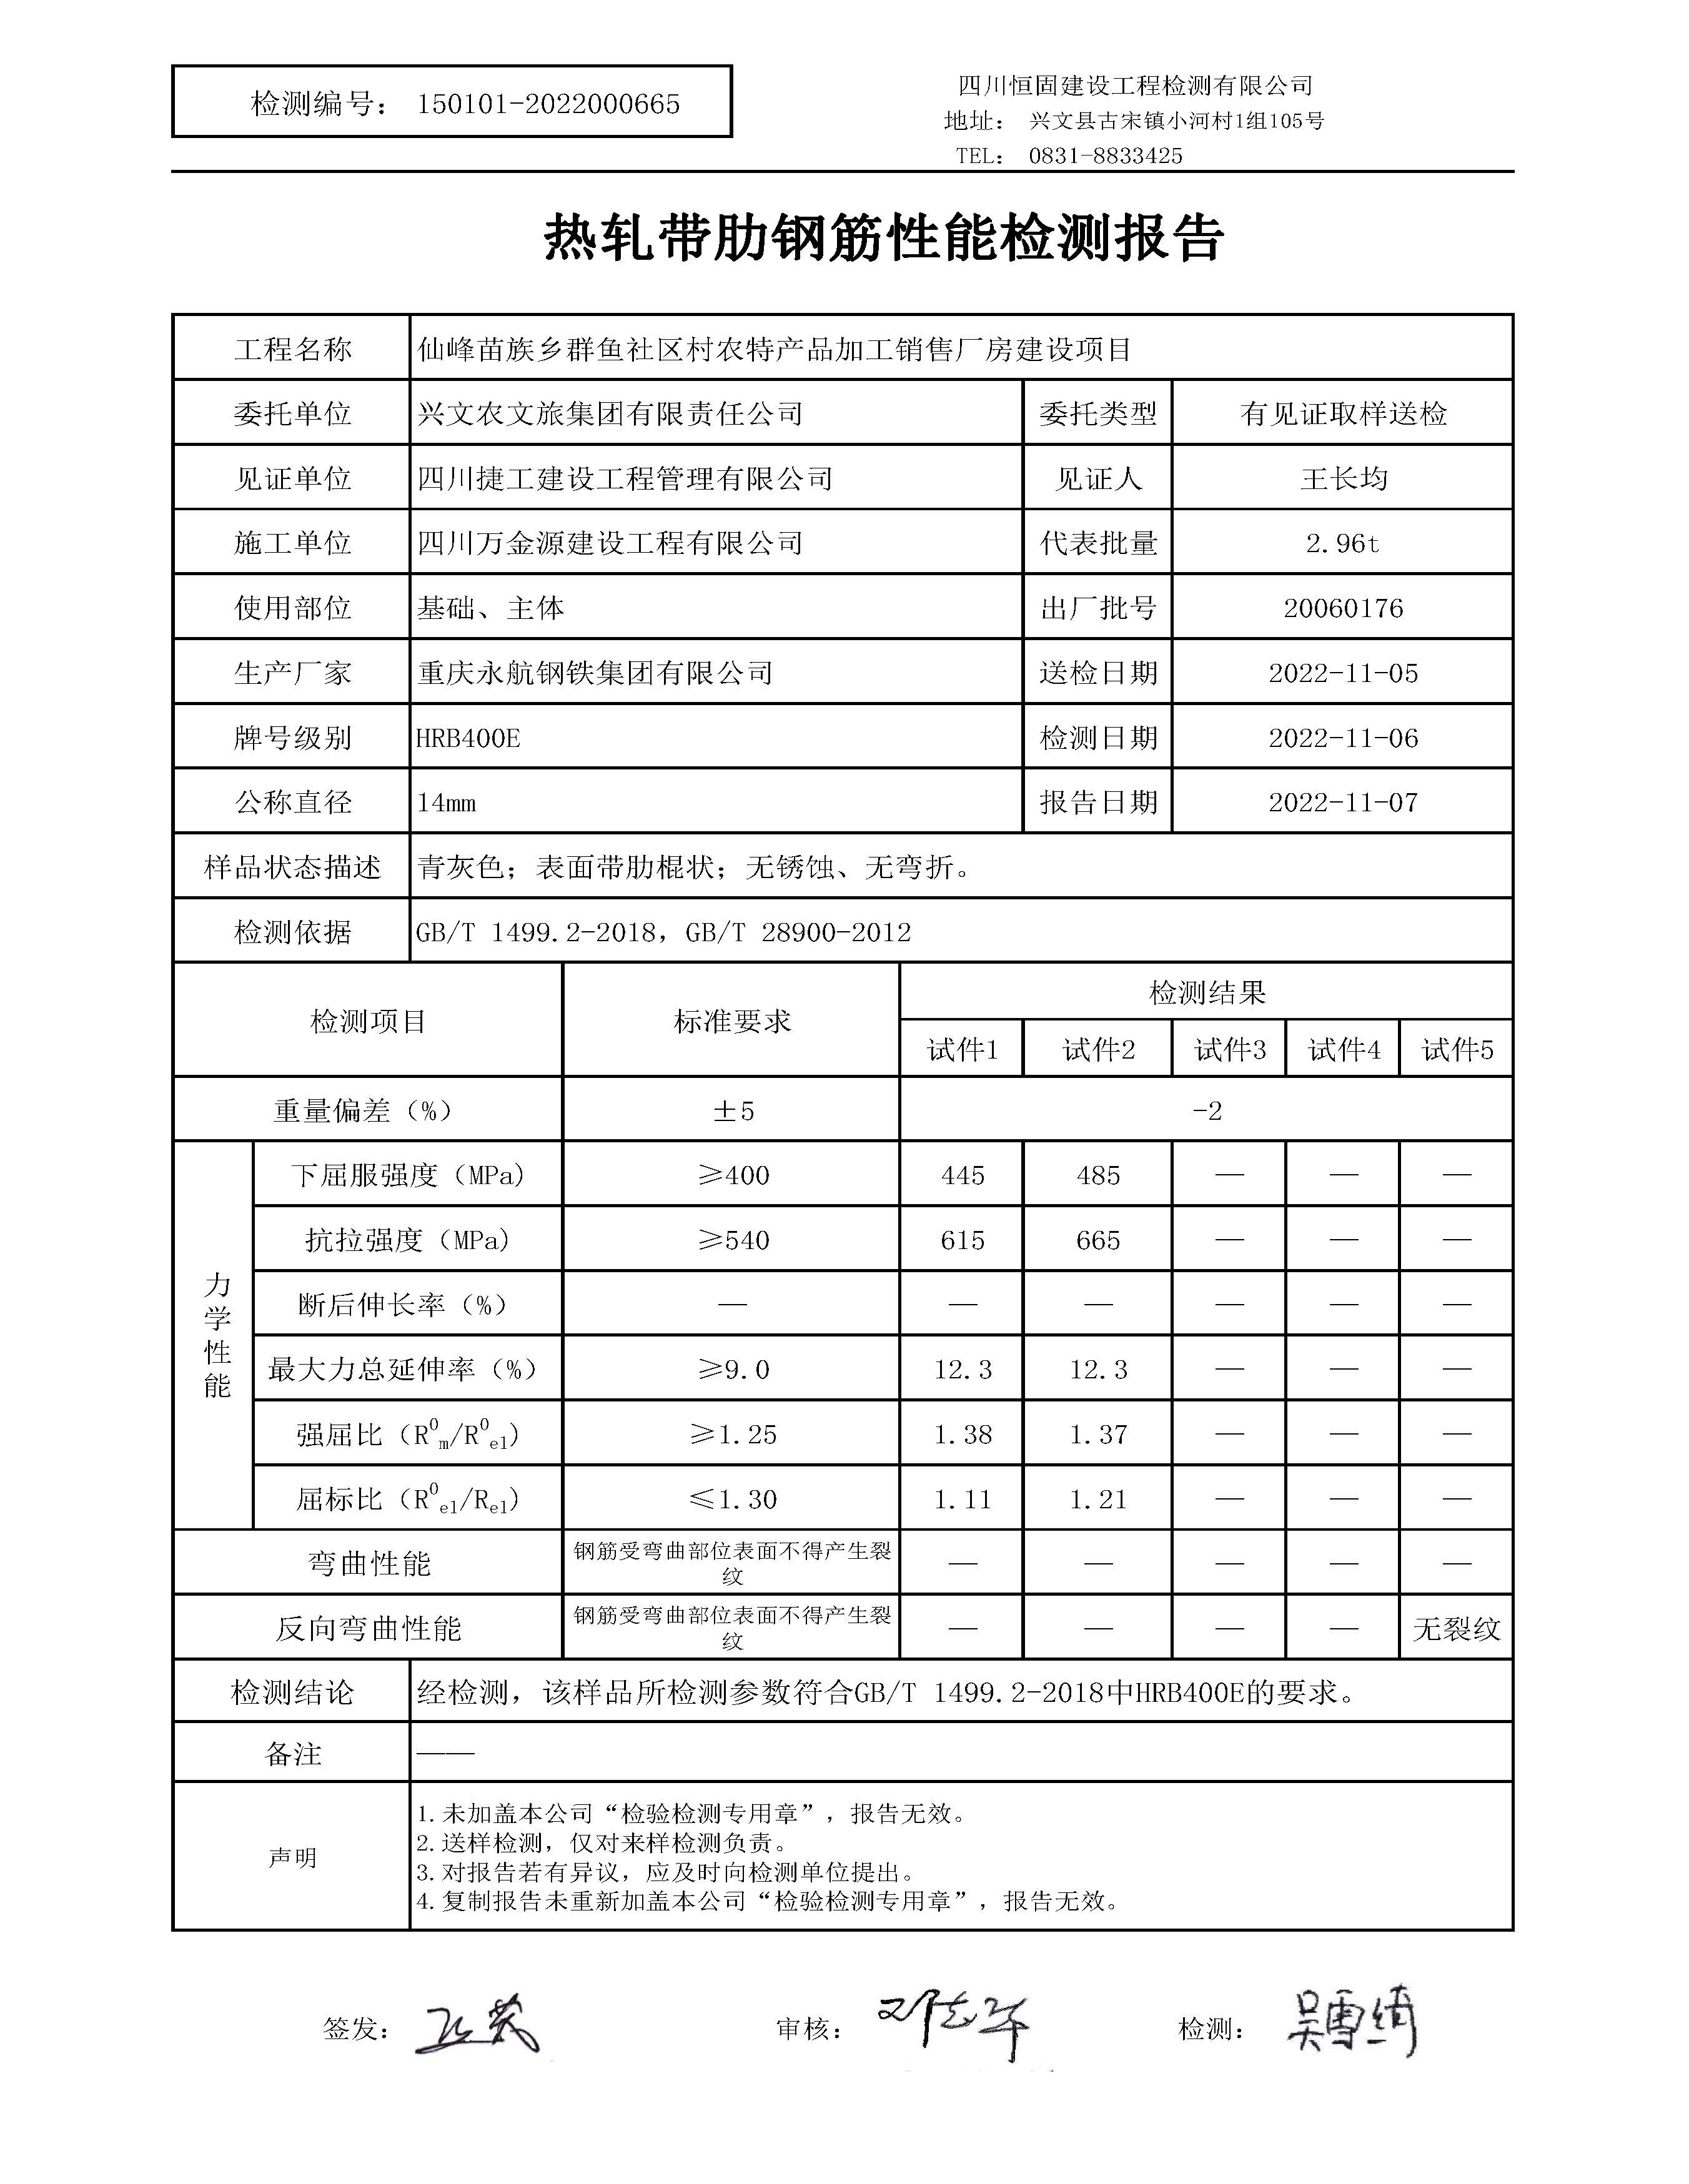 检测编号： 150101-2022000665
四川恒固建设工程检测有限公司
地址： 兴文县古宋镇小河村1组105号
TEL： 0831-8833425
热轧带肋钢筋性能检测报告
工程名称 仙峰苗族乡群鱼社区村农特产品加工销售厂房建设项目
委托单位 兴文农文旅集团有限责任公司 委托类型 有见证取样送检
见证单位 四川捷工建设工程管理有限公司 见证人 王长均
施工单位 四川万金源建设工程有限公司 代表批量 2.96t
使用部位 基础、主体 出厂批号 20060176
生产厂家 重庆永航钢铁集团有限公司 送检日期 2022-11-05
牌号级别 HRB400E 检测日期 2022-11-06
公称直径 14mm 报告日期 2022-11-07
样品状态描述 青灰色；表面带肋棍状；无锈蚀、无弯折。
检测依据 GB/T 1499.2-2018，GB/T 28900-2012
检测项目 标准要求 检测结果
试件1 试件2 试件3 试件4 试件5
重量偏差（%） ±5 -2
力学性能
下屈服强度（MPa） ≥400 445 485 — — —
抗拉强度（MPa） ≥540 615 665 — — —
断后伸长率（%） — — — — — —
最大力总延伸率（%） ≥9.0 12.3 12.3 — — —
强屈比（R⁰m/R⁰el） ≥1.25 1.38 1.37 — — —
屈标比（R⁰el/Rel） ≤1.30 1.11 1.21 — — —
弯曲性能 钢筋受弯曲部位表面不得产生裂纹 — — — — —
反向弯曲性能 钢筋受弯曲部位表面不得产生裂纹 — — — — 无裂纹
检测结论 经检测，该样品所检测参数符合GB/T 1499.2-2018中HRB400E的要求。
备注 ——
声明
1.未加盖本公司“检验检测专用章”，报告无效。
2.送样检测，仅对来样检测负责。
3.对报告若有异议，应及时向检测单位提出。
4.复制报告未重新加盖本公司“检验检测专用章”，报告无效。
签发： 审核： 检测： 吴雪绮